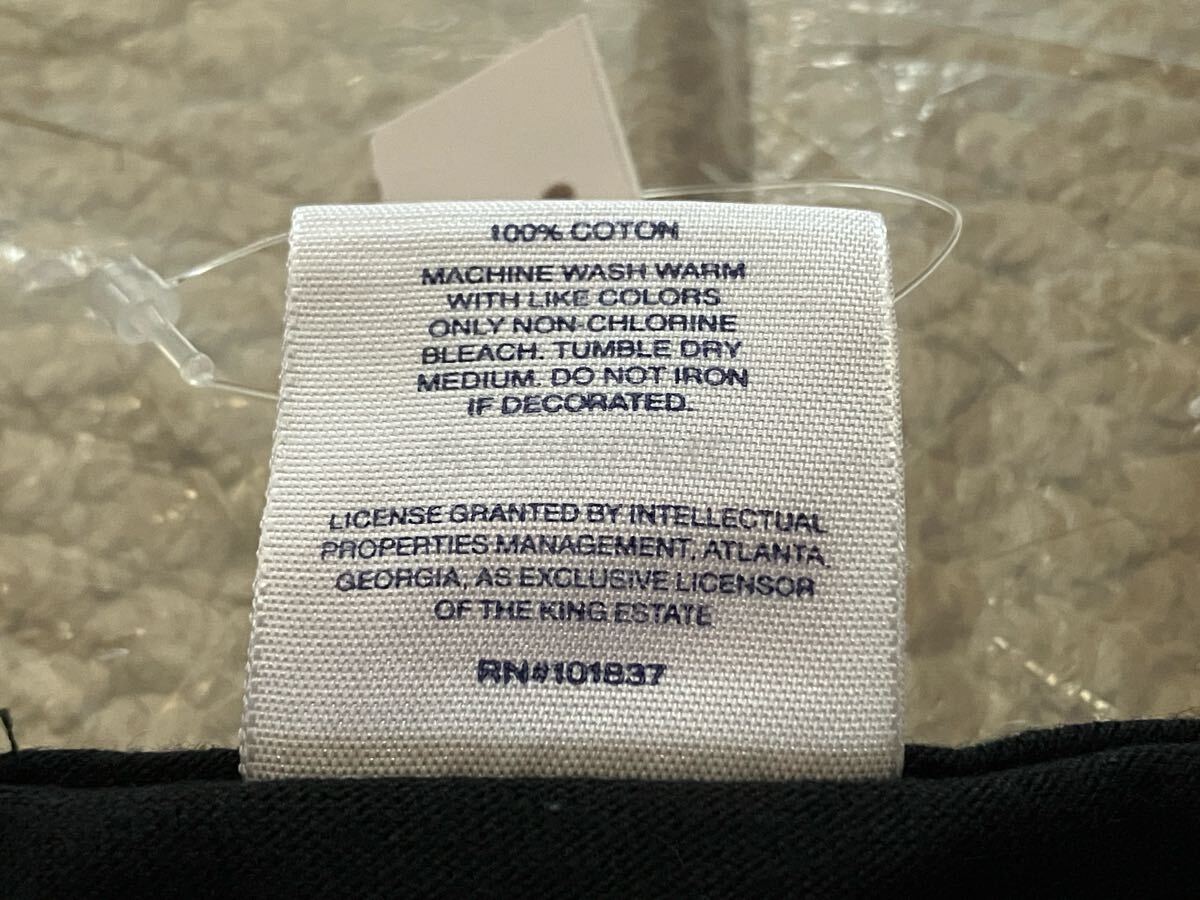 100% COTON
MACHINE WASH WARM
WITH LIKE COLORS
ONLY NON-CHLORINE
BLEACH. TUMBLE DRY
MEDIUM. DO NOT IRON
IF DECORATED.
LICENSE GRANTED BY INTELLECTUAL
PROPERTIES MANAGEMENT, ATLANTA,
GEORGIA, AS EXCLUSIVE LICENSOR
OF THE KING ESTATE
RN#101837